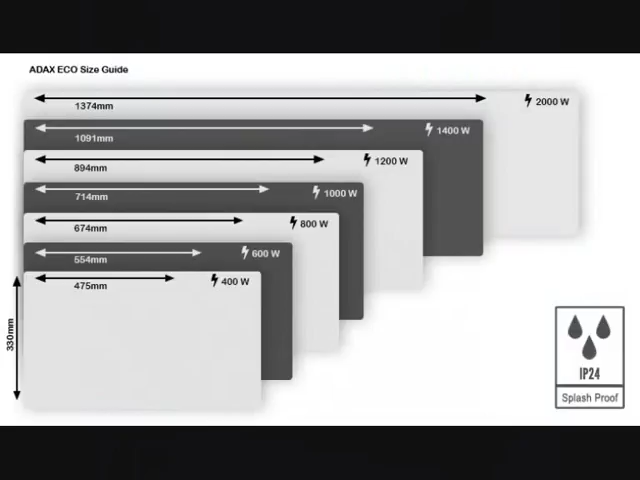 ADAX ECO Size Guide
1374mm
2000 W
1091mm
1400 W
894mm
1200 W
714mm
1000 W
674mm
800 W
554mm
600 W
475mm
400 W
330mm
IP24
Splash Proof